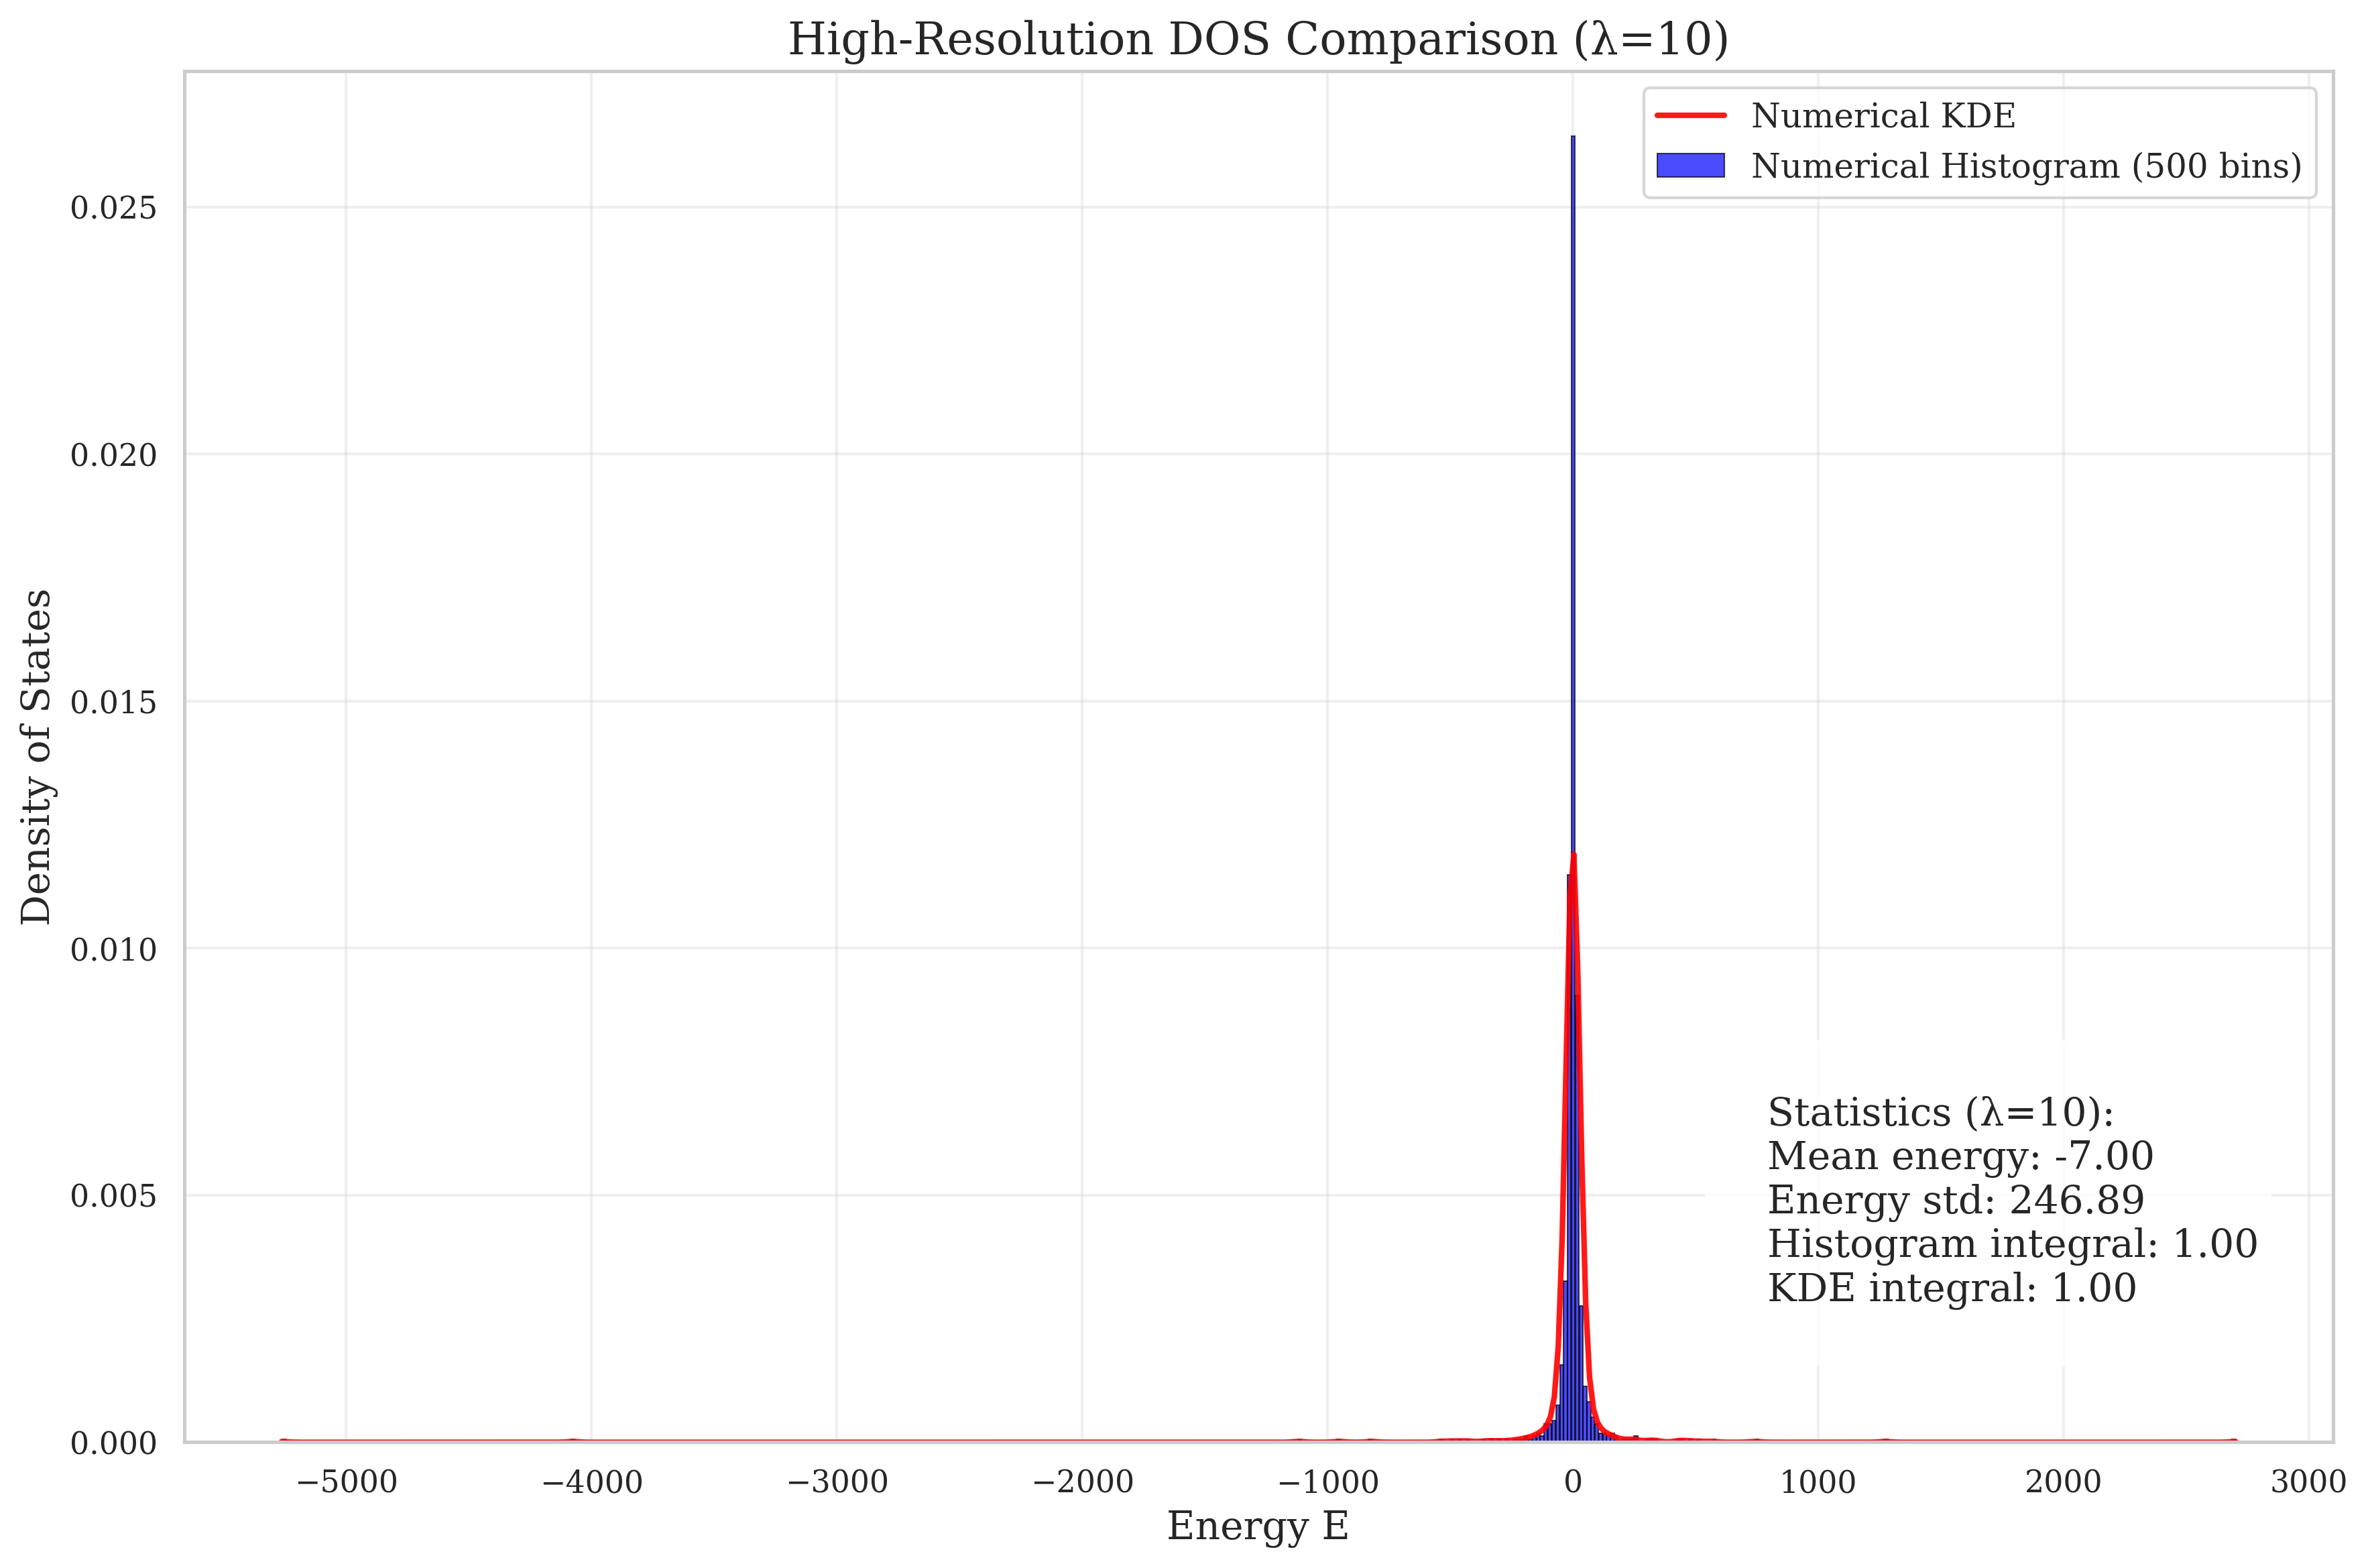 High-Resolution DOS Comparison (λ=10)
Numerical KDE
Numerical Histogram (500 bins)
Density of States
0.025
0.020
0.015
0.010
0.005
0.000
Statistics (λ=10):
Mean energy: -7.00
Energy std: 246.89
Histogram integral: 1.00
KDE integral: 1.00
−5000 −4000 −3000 −2000 −1000 0 1000 2000 3000
Energy E